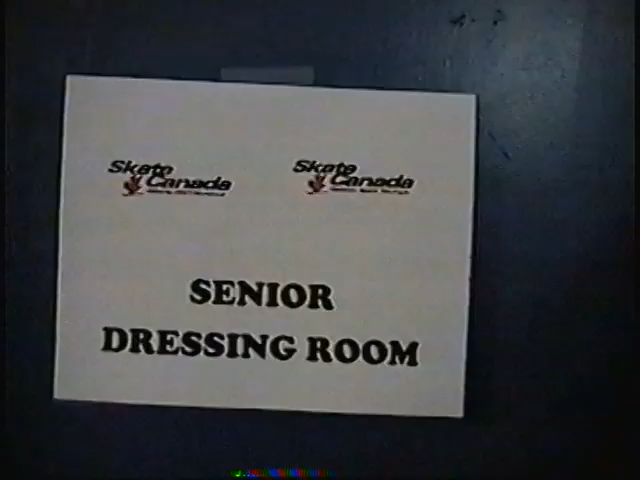 Skate Skate
Canada Canada
SENIOR
DRESSING ROOM